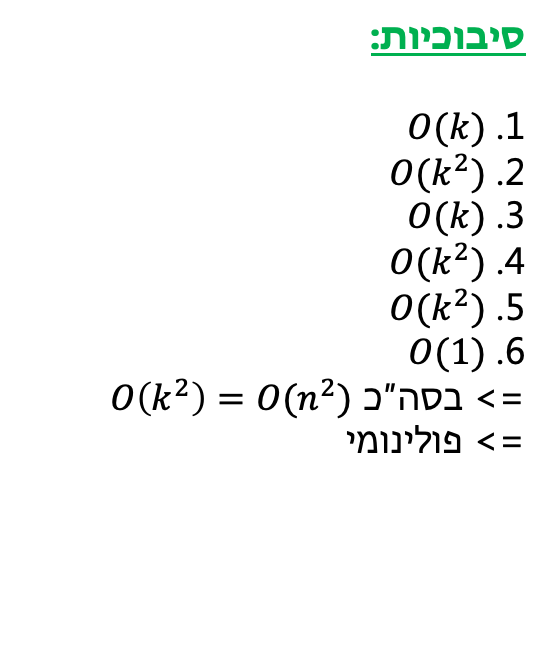 סיבוכיות:
1. O(k)
2. O(k²)
3. O(k)
4. O(k²)
5. O(k²)
6. O(1)
=> בסה"כ O(k²) = O(n²)
=> פולינומי